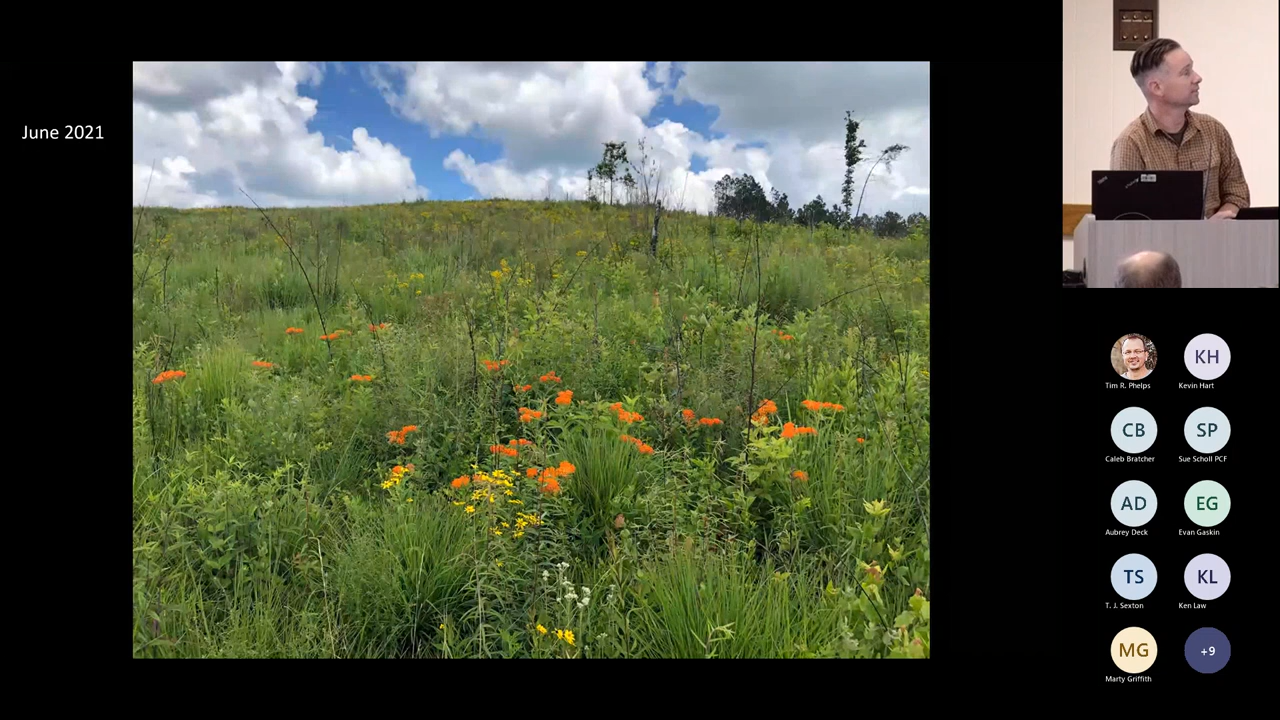 June 2021
Tim R. Phelps
KH
Kevin Hart
CB
Caleb Bratcher
SP
Sue Scholl PCF
AD
Aubrey Deck
EG
Evan Gaskin
TS
T. J. Sexton
KL
Ken Law
MG
Marty Griffith
+9